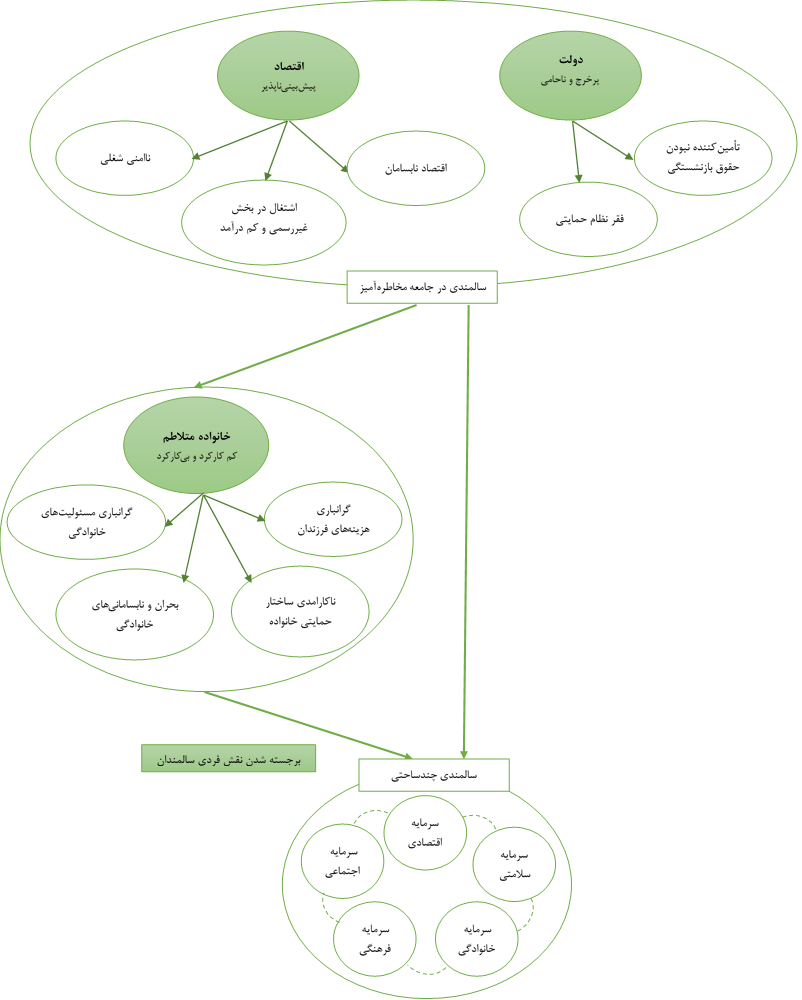 دولت
پرخرج و ناحامی
اقتصاد
پیش‌بینی‌ناپذیر
تأمین‌کننده نبودن
حقوق بازنشستگی
فقر نظام حمایتی
اقتصاد نابسامان
اشتغال در بخش
غیررسمی و کم درآمد
ناامنی شغلی
سالمندی در جامعه مخاطره‌آمیز
خانواده متلاطم
کم کارکرد و بی‌کارکرد
گرانباری
هزینه‌های فرزندان
گرانباری مسئولیت‌های
خانوادگی
ناکارامدی ساختار
حمایتی خانواده
بحران و نابسامانی‌های
خانوادگی
برجسته شدن نقش فردی سالمندان
سالمندی چندساحتی
سرمایه
اقتصادی
سرمایه
سلامتی
سرمایه
اجتماعی
سرمایه
خانوادگی
سرمایه
فرهنگی